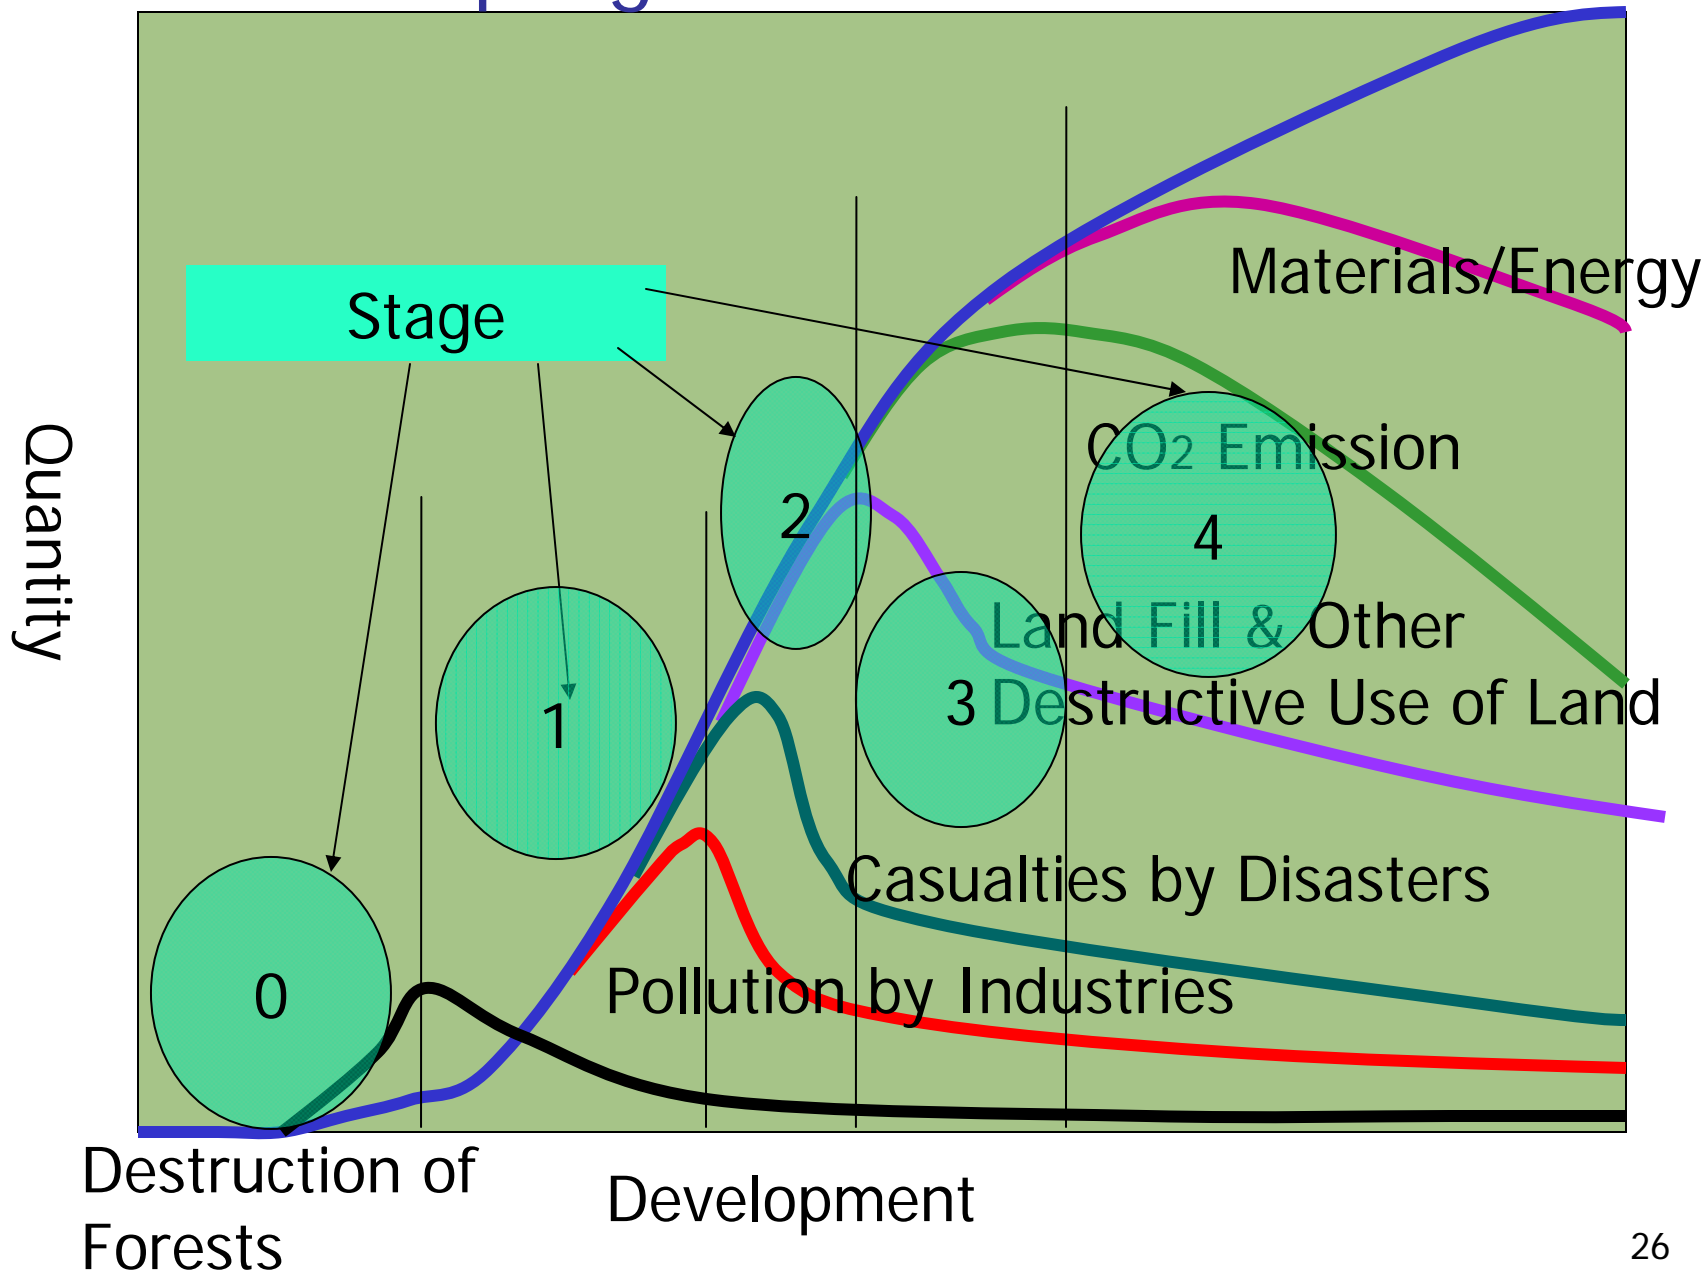 Stage
Materials/Energy
CO2 Emission
2
4
Quantity
Land Fill & Other
Destructive Use of Land
3
1
Casualties by Disasters
Pollution by Industries
0
Destruction of
Forests
Development
26